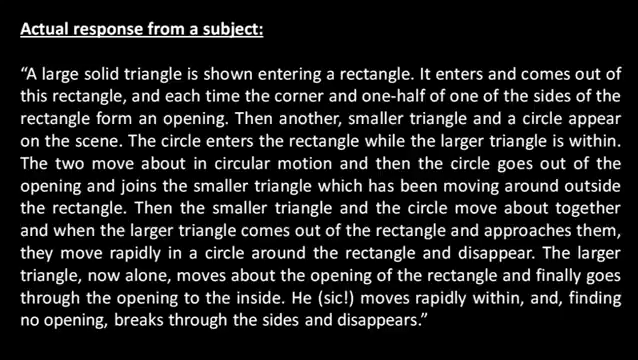 Actual response from a subject:
“A large solid triangle is shown entering a rectangle. It enters and comes out of
this rectangle, and each time the corner and one-half of one of the sides of the
rectangle form an opening. Then another, smaller triangle and a circle appear
on the scene. The circle enters the rectangle while the larger triangle is within.
The two move about in circular motion and then the circle goes out of the
opening and joins the smaller triangle which has been moving around outside
the rectangle. Then the smaller triangle and the circle move about together
and when the larger triangle comes out of the rectangle and approaches them,
they move rapidly in a circle around the rectangle and disappear. The larger
triangle, now alone, moves about the opening of the rectangle and finally goes
through the opening to the inside. He (sic!) moves rapidly within, and, finding
no opening, breaks through the sides and disappears.”